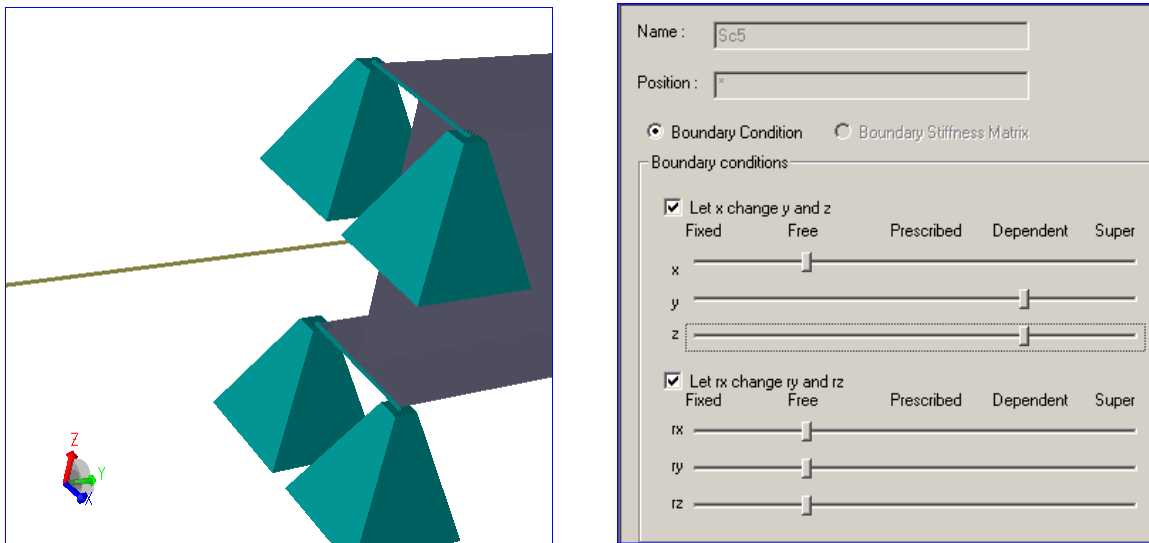 Z
Y
X
Name :
Sc5
Position :
*
Boundary Condition
Boundary Stiffness Matrix
Boundary conditions
Let x change y and z
Fixed Free Prescribed Dependent Super
x
y
z
Let rx change ry and rz
Fixed Free Prescribed Dependent Super
rx
ry
rz